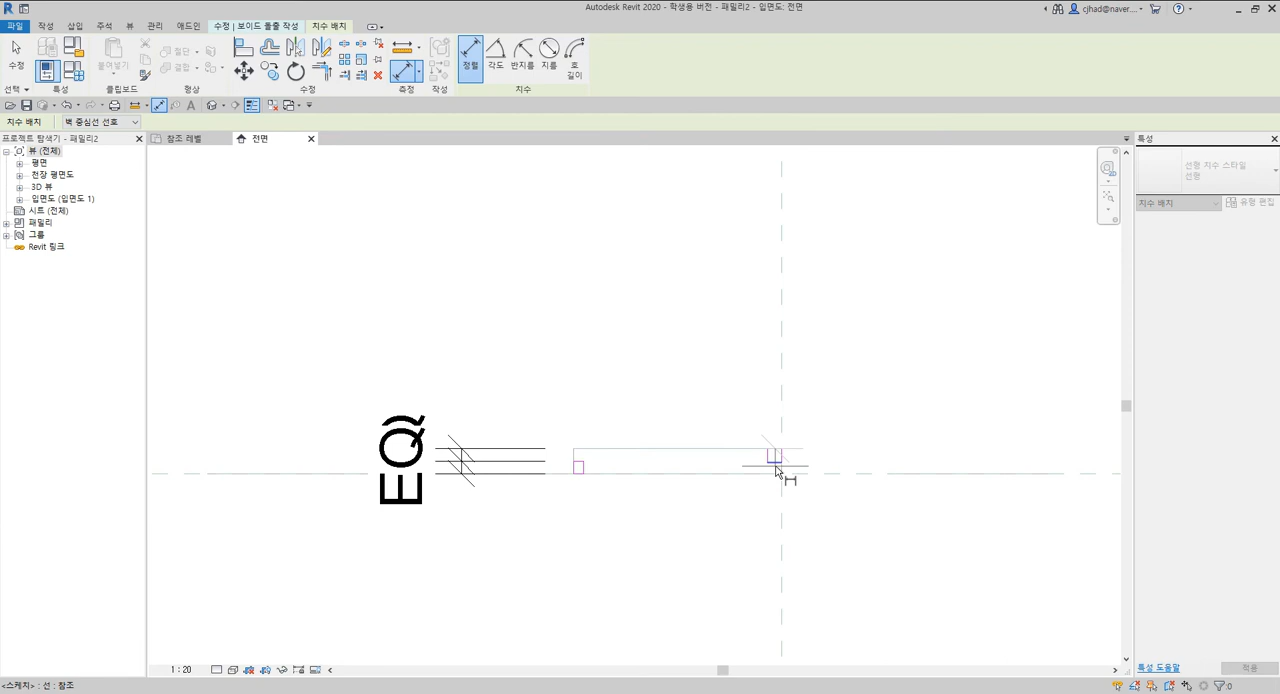 Autodesk Revit 2020 - 학생용 버전 - 패밀리2 - 입면도: 전면
cjhad@naver....
파일 작성 삽입 주석 뷰 관리 애드인 수정 | 보이드 돌출 작성 치수 배치
수정
붙여넣기
절단
결합
정렬 각도 반지름 지름 호
길이
선택 특성 클립보드 형상 수정 측정 작성 치수
치수 배치 벽 중심선 선호
프로젝트 탐색기 - 패밀리2
참조 레벨
전면
특성
뷰 (전체)
평면
천장 평면도
3D 뷰
입면도 (입면도 1)
시트 (전체)
패밀리
그룹
Revit 링크
선형 치수 스타일
선형
치수 배치
유형 편집
2D
EQ
1 : 20
특성 도움말
적용
<스케치> : 선 : 참조
:0